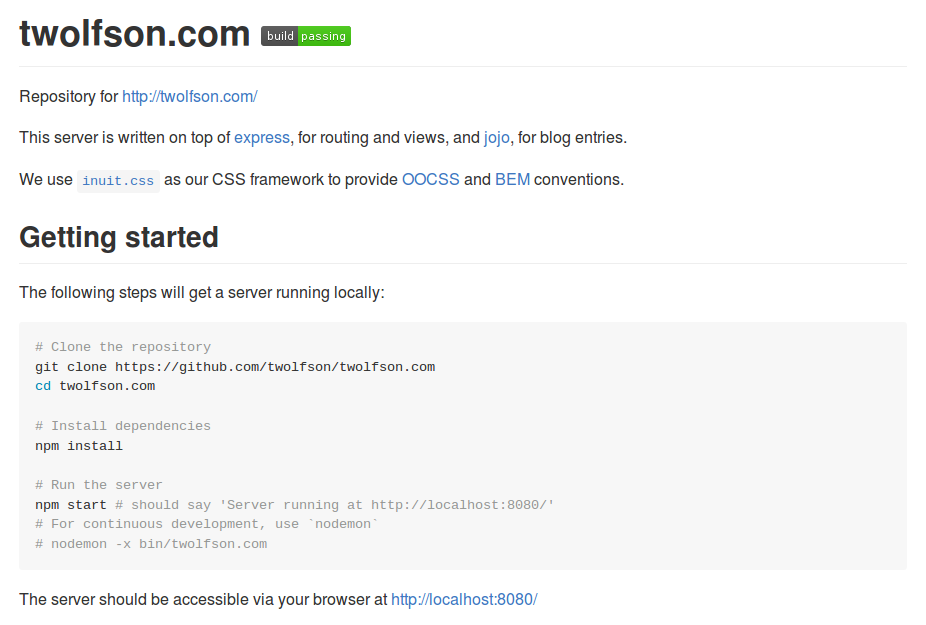 twolfson.com build passing
Repository for http://twolfson.com/
This server is written on top of express, for routing and views, and jojo, for blog entries.
We use inuit.css as our CSS framework to provide OOCSS and BEM conventions.
Getting started
The following steps will get a server running locally:
# Clone the repository
git clone https://github.com/twolfson/twolfson.com
cd twolfson.com
# Install dependencies
npm install
# Run the server
npm start # should say 'Server running at http://localhost:8080/'
# For continuous development, use `nodemon`
# nodemon -x bin/twolfson.com
The server should be accessible via your browser at http://localhost:8080/